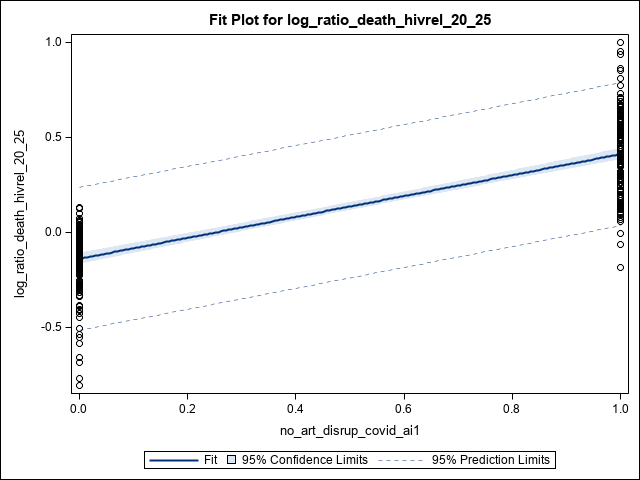 Fit Plot for log_ratio_death_hivrel_20_25
log_ratio_death_hivrel_20_25
1.0
0.5
0.0
-0.5
0.0 0.2 0.4 0.6 0.8 1.0
no_art_disrup_covid_ai1
Fit 95% Confidence Limits 95% Prediction Limits